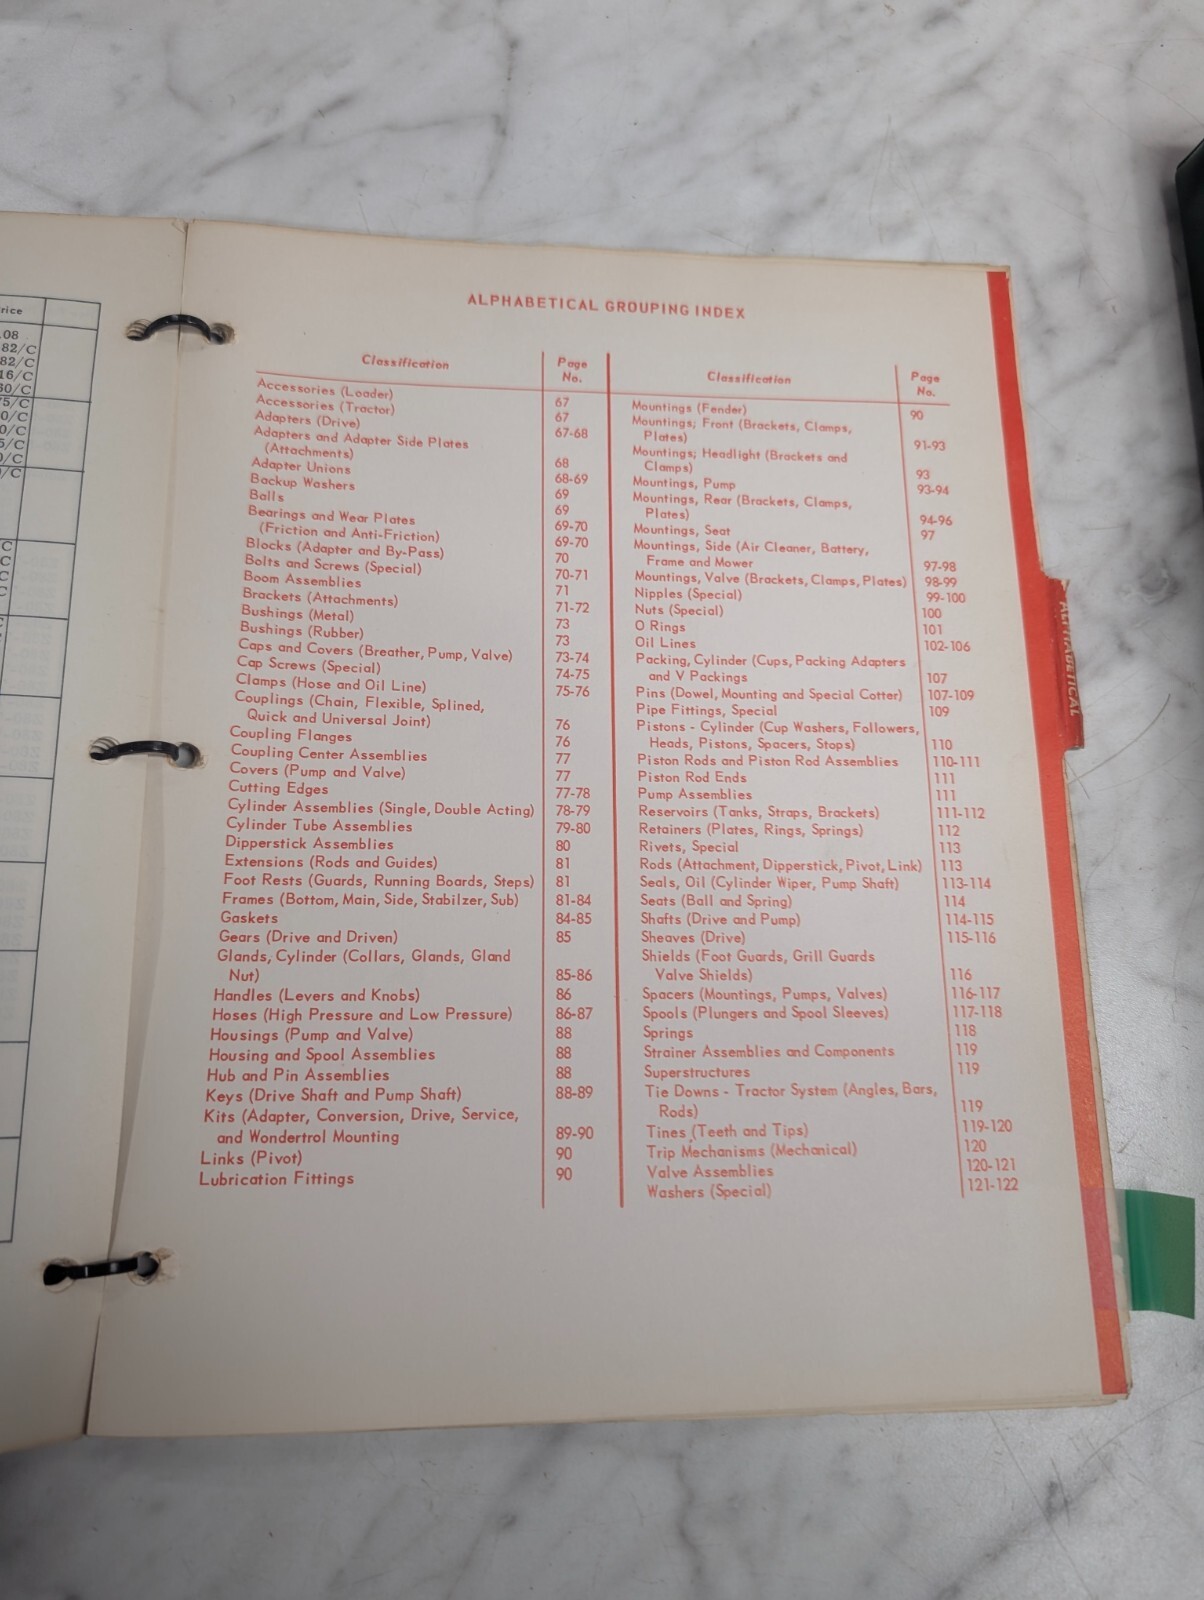 rice
.08
82/C
82/C
16/C
60/C
75/C
0/C
0/C
5/C
0/C
/C
C
C
C
C
ALPHABETICAL GROUPING INDEX
Classification Page No.
Accessories (Loader) 67
Accessories (Tractor) 67
Adapters (Drive) 67-68
Adapters and Adapter Side Plates
(Attachments) 68
Adapter Unions 68-69
Backup Washers 69
Balls 69
Bearings and Wear Plates 69-70
(Friction and Anti-Friction) 69-70
Blocks (Adapter and By-Pass) 70
Bolts and Screws (Special) 70-71
Boom Assemblies 71
Brackets (Attachments) 71-72
Bushings (Metal) 73
Bushings (Rubber) 73
Caps and Covers (Breather, Pump, Valve) 73-74
Cap Screws (Special) 74-75
Clamps (Hose and Oil Line) 75-76
Couplings (Chain, Flexible, Splined,
Quick and Universal Joint) 76
Coupling Flanges 76
Coupling Center Assemblies 77
Covers (Pump and Valve) 77
Cutting Edges 77-78
Cylinder Assemblies (Single, Double Acting) 78-79
Cylinder Tube Assemblies 79-80
Dipperstick Assemblies 80
Extensions (Rods and Guides) 81
Foot Rests (Guards, Running Boards, Steps) 81
Frames (Bottom, Main, Side, Stabilzer, Sub) 81-84
Gaskets 84-85
Gears (Drive and Driven) 85
Glands, Cylinder (Collars, Glands, Gland
Nut) 85-86
Handles (Levers and Knobs) 86
Hoses (High Pressure and Low Pressure) 86-87
Housings (Pump and Valve) 88
Housing and Spool Assemblies 88
Hub and Pin Assemblies 88
Keys (Drive Shaft and Pump Shaft) 88-89
Kits (Adapter, Conversion, Drive, Service,
and Wondertrol Mounting 89-90
Links (Pivot) 90
Lubrication Fittings 90
Classification Page No.
Mountings (Fender) 90
Mountings; Front (Brackets, Clamps,
Plates) 91-93
Mountings; Headlight (Brackets and
Clamps) 93
Mountings, Pump 93-94
Mountings, Rear (Brackets, Clamps,
Plates) 94-96
Mountings, Seat 97
Mountings, Side (Air Cleaner, Battery,
Frame and Mower 97-98
Mountings, Valve (Brackets, Clamps, Plates) 98-99
Nipples (Special) 99-100
Nuts (Special) 100
O Rings 101
Oil Lines 102-106
Packing, Cylinder (Cups, Packing Adapters
and V Packings 107
Pins (Dowel, Mounting and Special Cotter) 107-109
Pipe Fittings, Special 109
Pistons - Cylinder (Cup Washers, Followers,
Heads, Pistons, Spacers, Stops) 110
Piston Rods and Piston Rod Assemblies 110-111
Piston Rod Ends 111
Pump Assemblies 111
Reservoirs (Tanks, Straps, Brackets) 111-112
Retainers (Plates, Rings, Springs) 112
Rivets, Special 113
Rods (Attachment, Dipperstick, Pivot, Link) 113
Seals, Oil (Cylinder Wiper, Pump Shaft) 113-114
Seats (Ball and Spring) 114
Shafts (Drive and Pump) 114-115
Sheaves (Drive) 115-116
Shields (Foot Guards, Grill Guards
Valve Shields) 116
Spacers (Mountings, Pumps, Valves) 116-117
Spools (Plungers and Spool Sleeves) 117-118
Springs 118
Strainer Assemblies and Components 119
Superstructures 119
Tie Downs - Tractor System (Angles, Bars,
Rods) 119
Tines (Teeth and Tips) 119-120
Trip Mechanisms (Mechanical) 120
Valve Assemblies 120-121
Washers (Special) 121-122
ALPHABETICAL